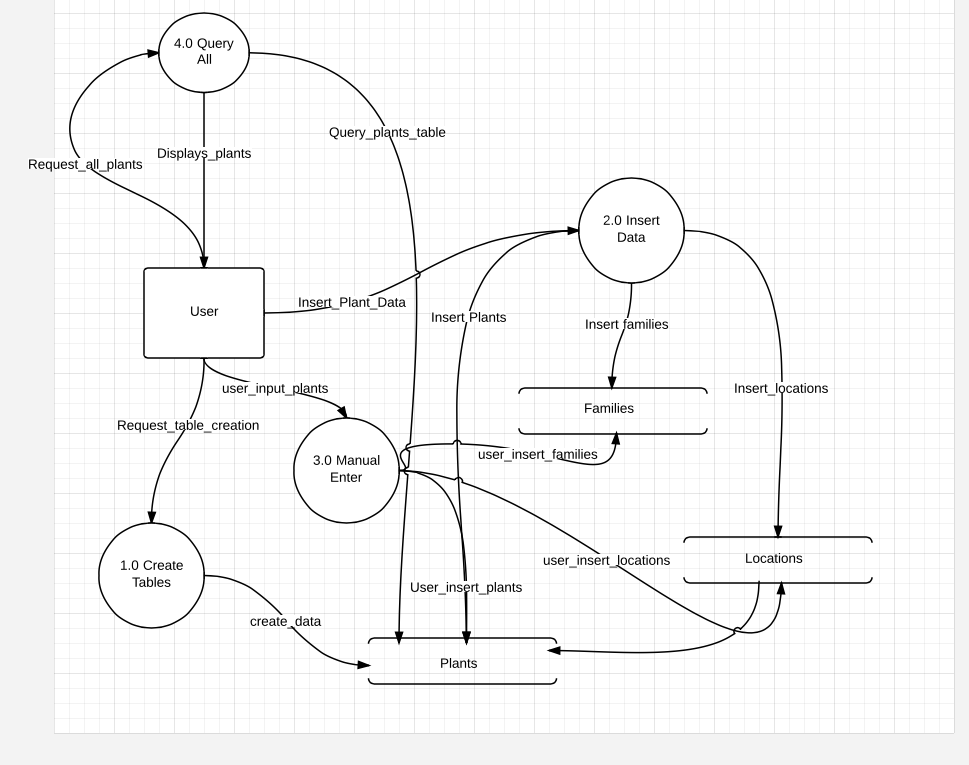 4.0 Query
All
Query_plants_table
Displays_plants
Request_all_plants
2.0 Insert
Data
User
Insert_Plant_Data
Insert Plants
Insert families
user_input_plants
Insert_locations
Families
Request_table_creation
user_insert_families
3.0 Manual
Enter
user_insert_locations
Locations
1.0 Create
Tables
User_insert_plants
create_data
Plants